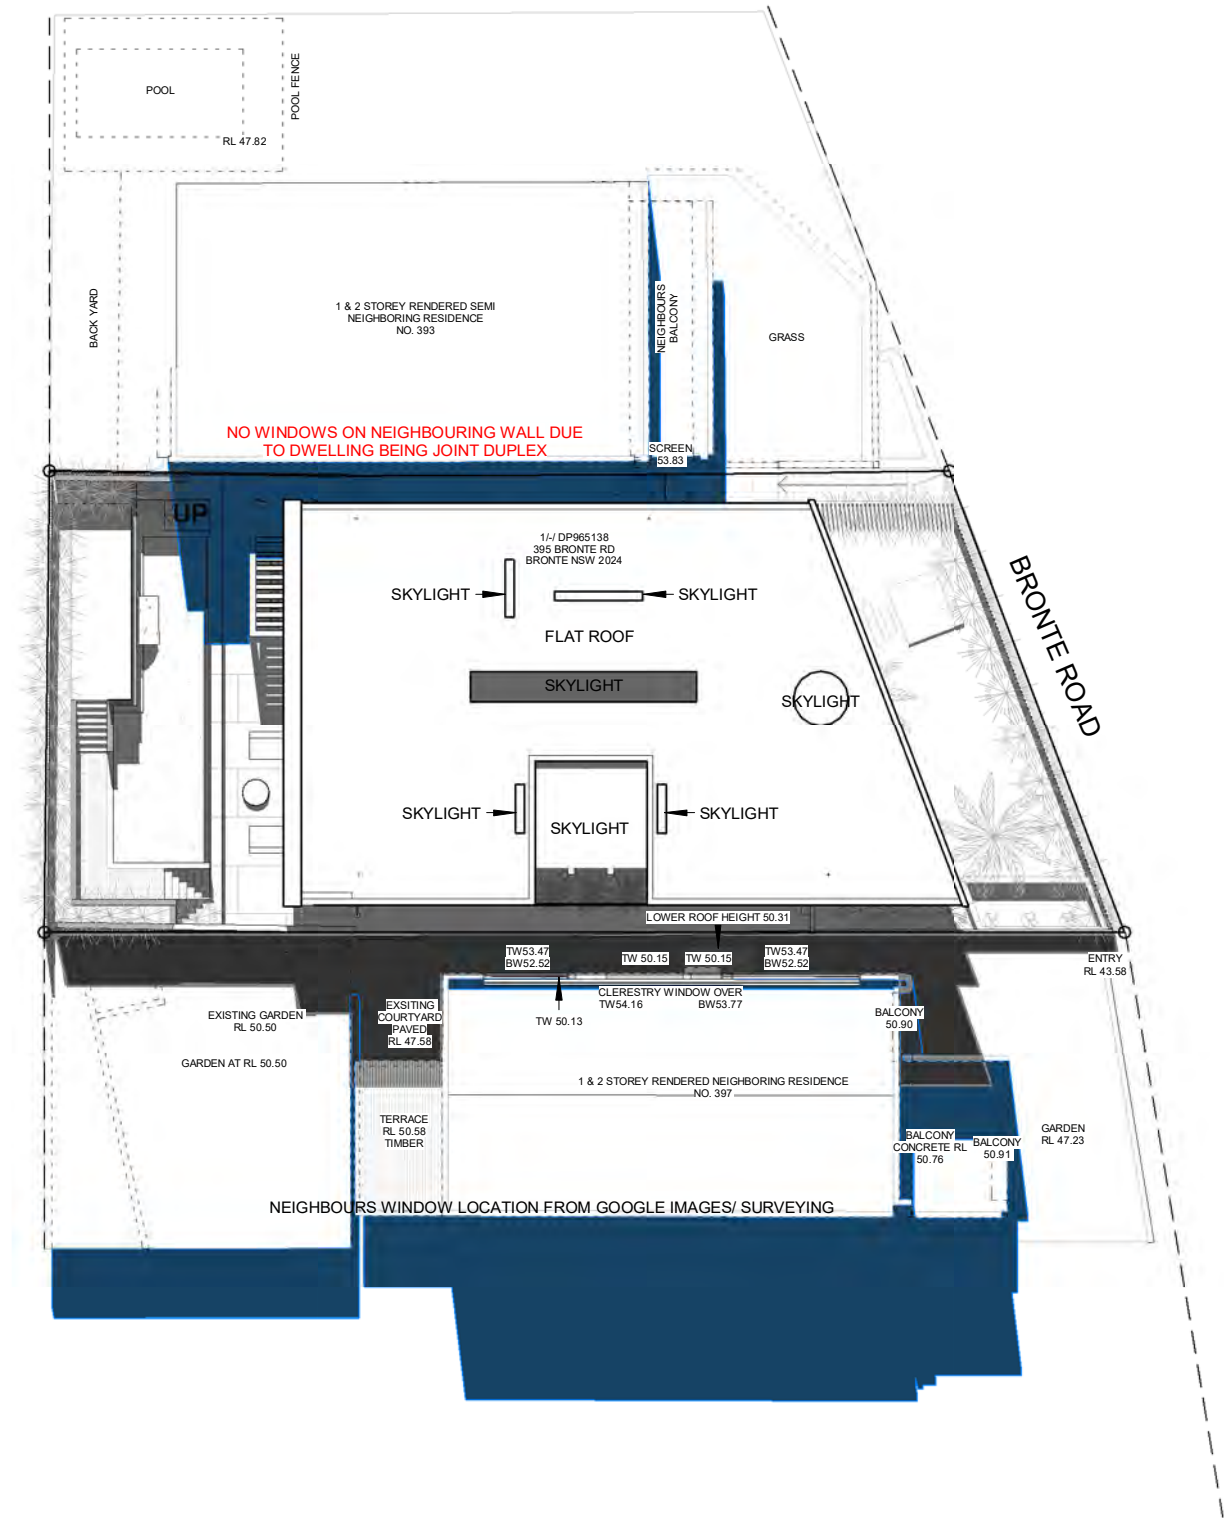 POOL
POOL FENCE
RL 47.82
BACK YARD
1 & 2 STOREY RENDERED SEMI
NEIGHBORING RESIDENCE
NO. 393
NEIGHBOURS
BALCONY
GRASS
NO WINDOWS ON NEIGHBOURING WALL DUE
TO DWELLING BEING JOINT DUPLEX
SCREEN
53.83
UP
1/-/ DP965138
395 BRONTE RD
BRONTE NSW 2024
SKYLIGHT
SKYLIGHT
FLAT ROOF
SKYLIGHT
SKYLIGHT
BRONTE ROAD
SKYLIGHT
SKYLIGHT
SKYLIGHT
LOWER ROOF HEIGHT 50.31
TW53.47
BW52.52
TW 50.15
TW 50.15
TW53.47
BW52.52
ENTRY
RL 43.58
CLERESTRY WINDOW OVER
TW54.16
BW53.77
TW 50.13
EXSITING
COURTYARD
PAVED
RL 47.58
EXISTING GARDEN
RL 50.50
GARDEN AT RL 50.50
BALCONY
50.90
1 & 2 STOREY RENDERED NEIGHBORING RESIDENCE
NO. 397
TERRACE
RL 50.58
TIMBER
BALCONY
CONCRETE RL
50.76
BALCONY
50.91
GARDEN
RL 47.23
NEIGHBOURS WINDOW LOCATION FROM GOOGLE IMAGES/ SURVEYING